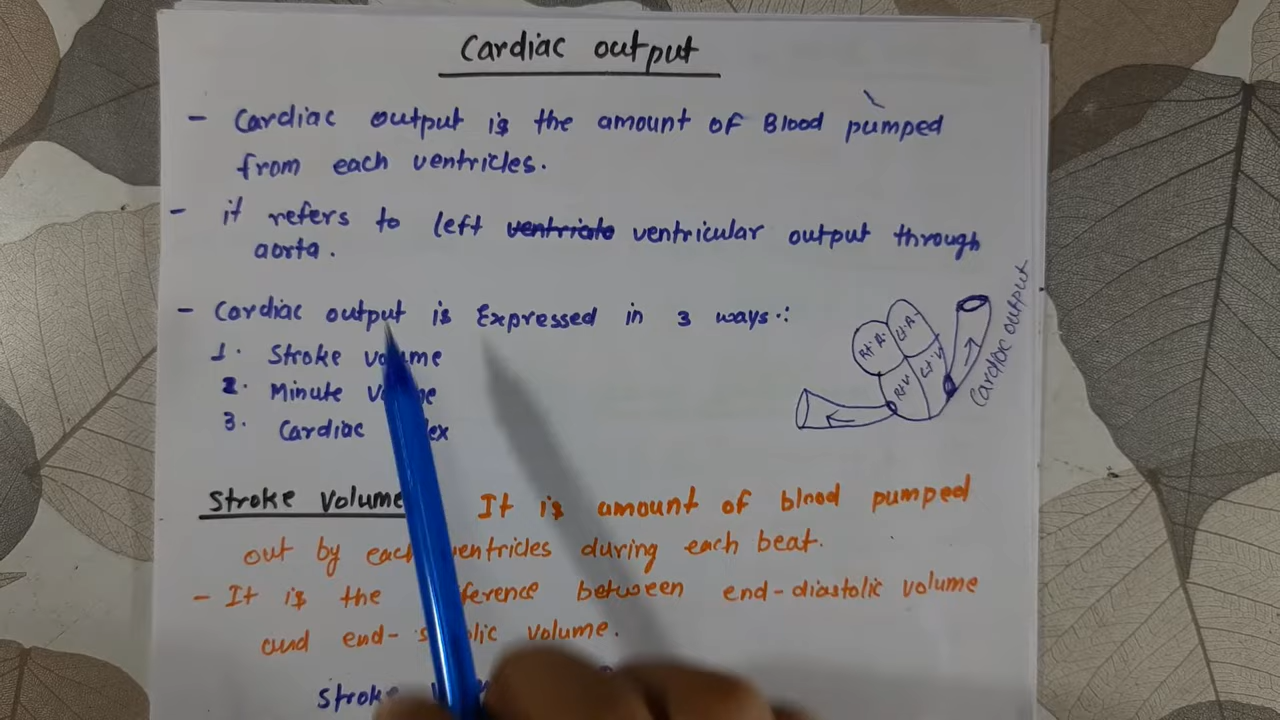 Cardiac output
- Cardiac output is the amount of Blood pumped
from each ventricles.
- it refers to left ventricular output through
aorta.
- Cardiac output is Expressed in 3 ways:
1. Stroke volume
2. Minute
3. Cardiac
Stroke Volume It is amount of blood pumped
out by each ventricles during each beat.
- It is the between end-diastolic volume
and end- volume.
Rt. A. Lt. A.
Rt V Lt. V
Cardiac output